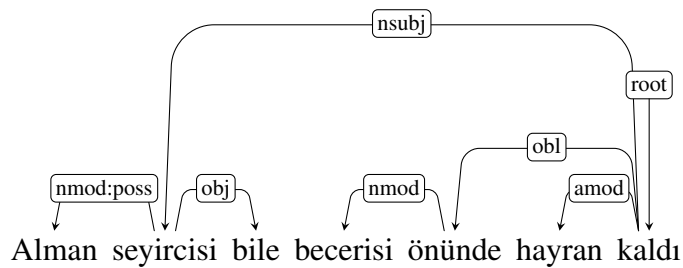 nsubj
root
obl
nmod:poss obj nmod amod
Alman seyircisi bile becerisi önünde hayran kaldı